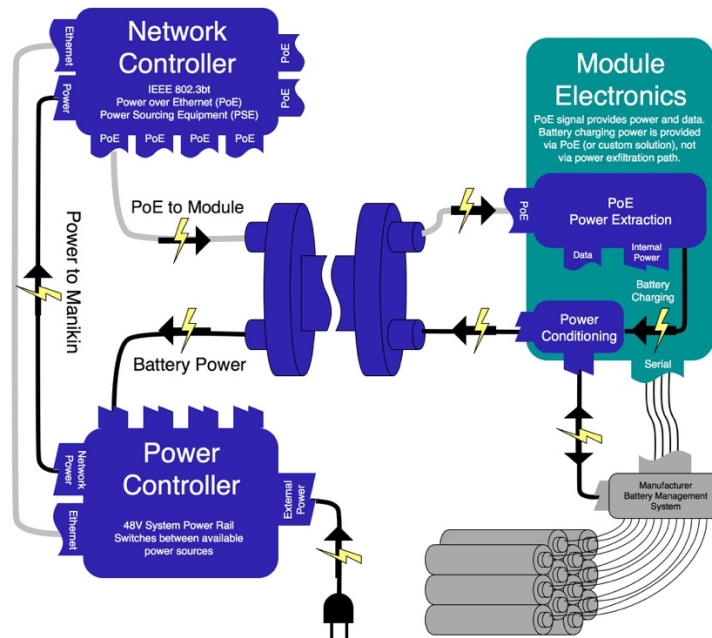 Network
Controller
IEEE 802.3bt
Power over Ethernet (PoE)
Power Sourcing Equipment (PSE)
Ethernet
Power
PoE
PoE
PoE
PoE
PoE
PoE
Module
Electronics
PoE signal provides power and data.
Battery charging power is provided
via PoE (or custom solution), not
via power exfiltration path.
PoE to Module
PoE
PoE
Power Extraction
Data
Internal
Power
Battery
Charging
Power to Manikin
Battery Power
Power
Conditioning
Serial
Power
Controller
48V System Power Rail
Switches between available
power sources
Network
Power
Ethernet
External
Power
Manufacturer
Battery Management
System